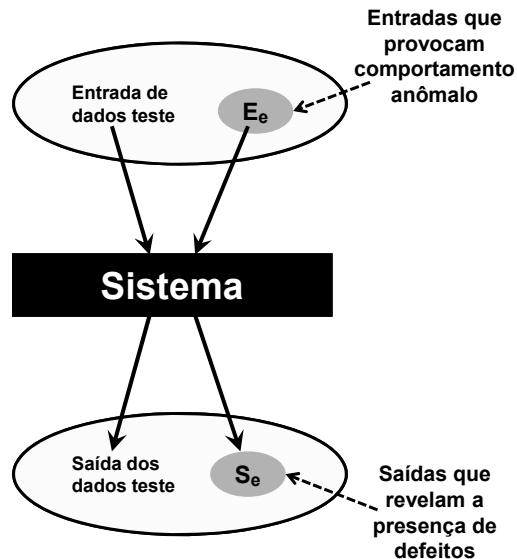 Entradas que
provocam
comportamento
anômalo
Entrada de
dados teste
Ee
Sistema
Saída dos
dados teste
Se
Saídas que
revelam a
presença de
defeitos